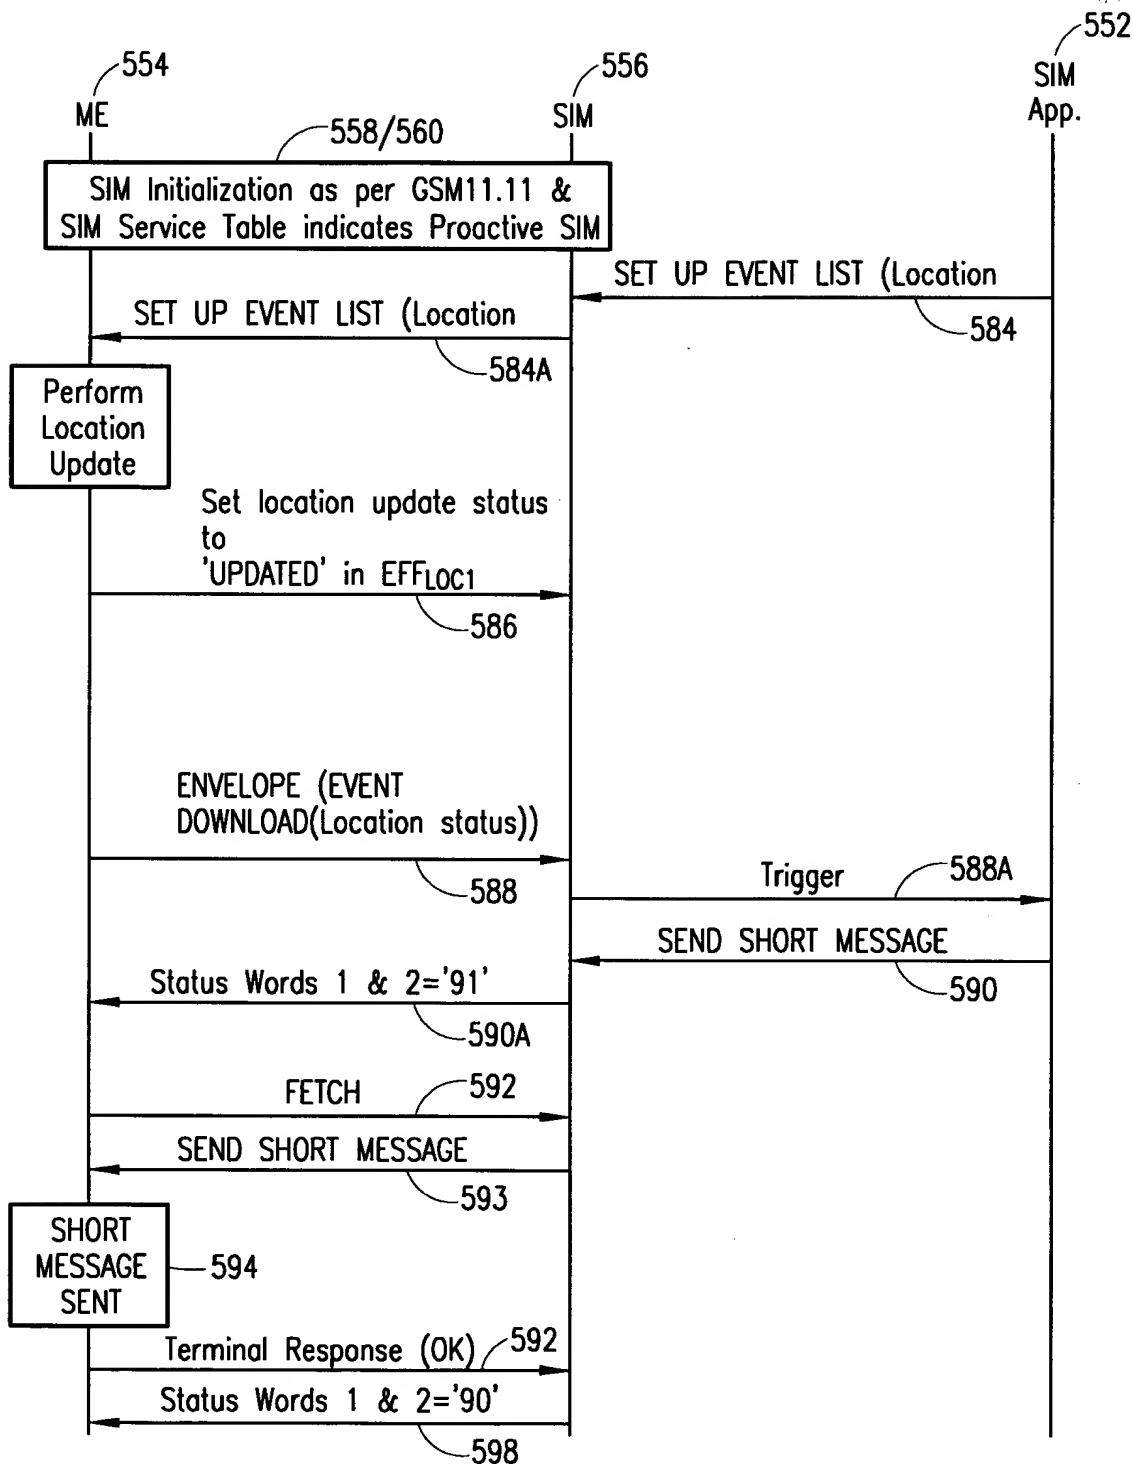 552
554
556
SIM
App.
ME
SIM
558/560
SIM Initialization as per GSM11.11 &
SIM Service Table indicates Proactive SIM
SET UP EVENT LIST (Location
584
SET UP EVENT LIST (Location
584A
Perform
Location
Update
Set location update status
to
'UPDATED' in EFFLOC1
586
ENVELOPE (EVENT
DOWNLOAD(Location status))
588
Trigger
588A
SEND SHORT MESSAGE
590
Status Words 1 & 2='91'
590A
FETCH
592
SEND SHORT MESSAGE
593
SHORT
MESSAGE
SENT
594
Terminal Response (OK)
592
Status Words 1 & 2='90'
598